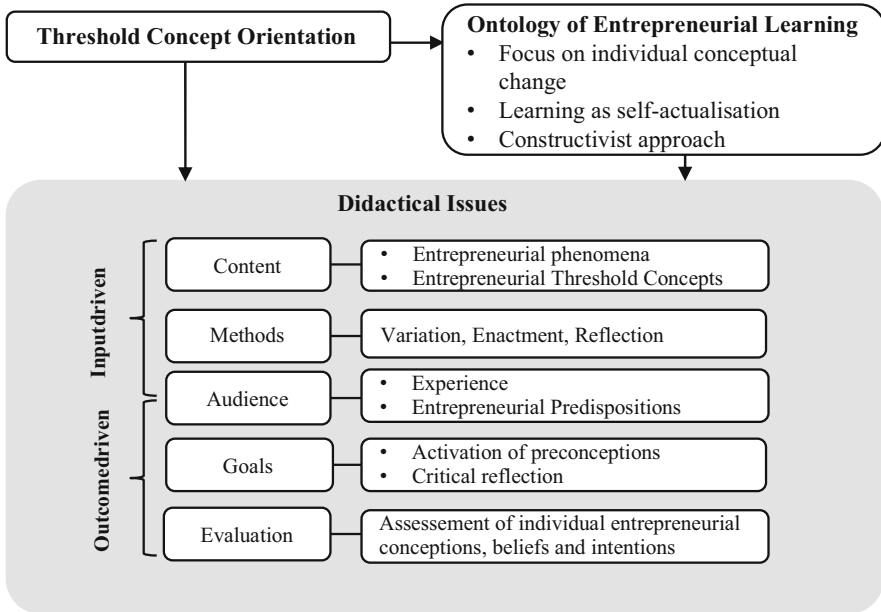 Threshold Concept Orientation
Ontology of Entrepreneurial Learning
• Focus on individual conceptual
change
• Learning as self-actualisation
• Constructivist approach
Didactical Issues
Inputdriven
Content
• Entrepreneurial phenomena
• Entrepreneurial Threshold Concepts
Methods
Variation, Enactment, Reflection
Audience
• Experience
• Entrepreneurial Predispositions
Outcomedriven
Goals
• Activation of preconceptions
• Critical reflection
Evaluation
Assessement of individual entrepreneurial
conceptions, beliefs and intentions